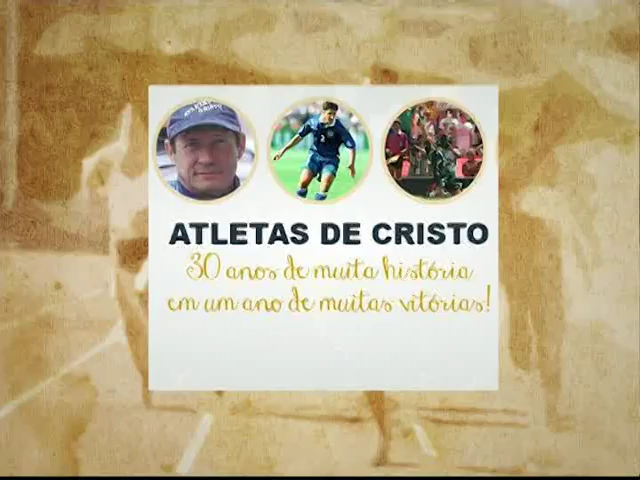 ATLETAS DE CRISTO
30 anos de muita história
em um ano de muitas vitórias!